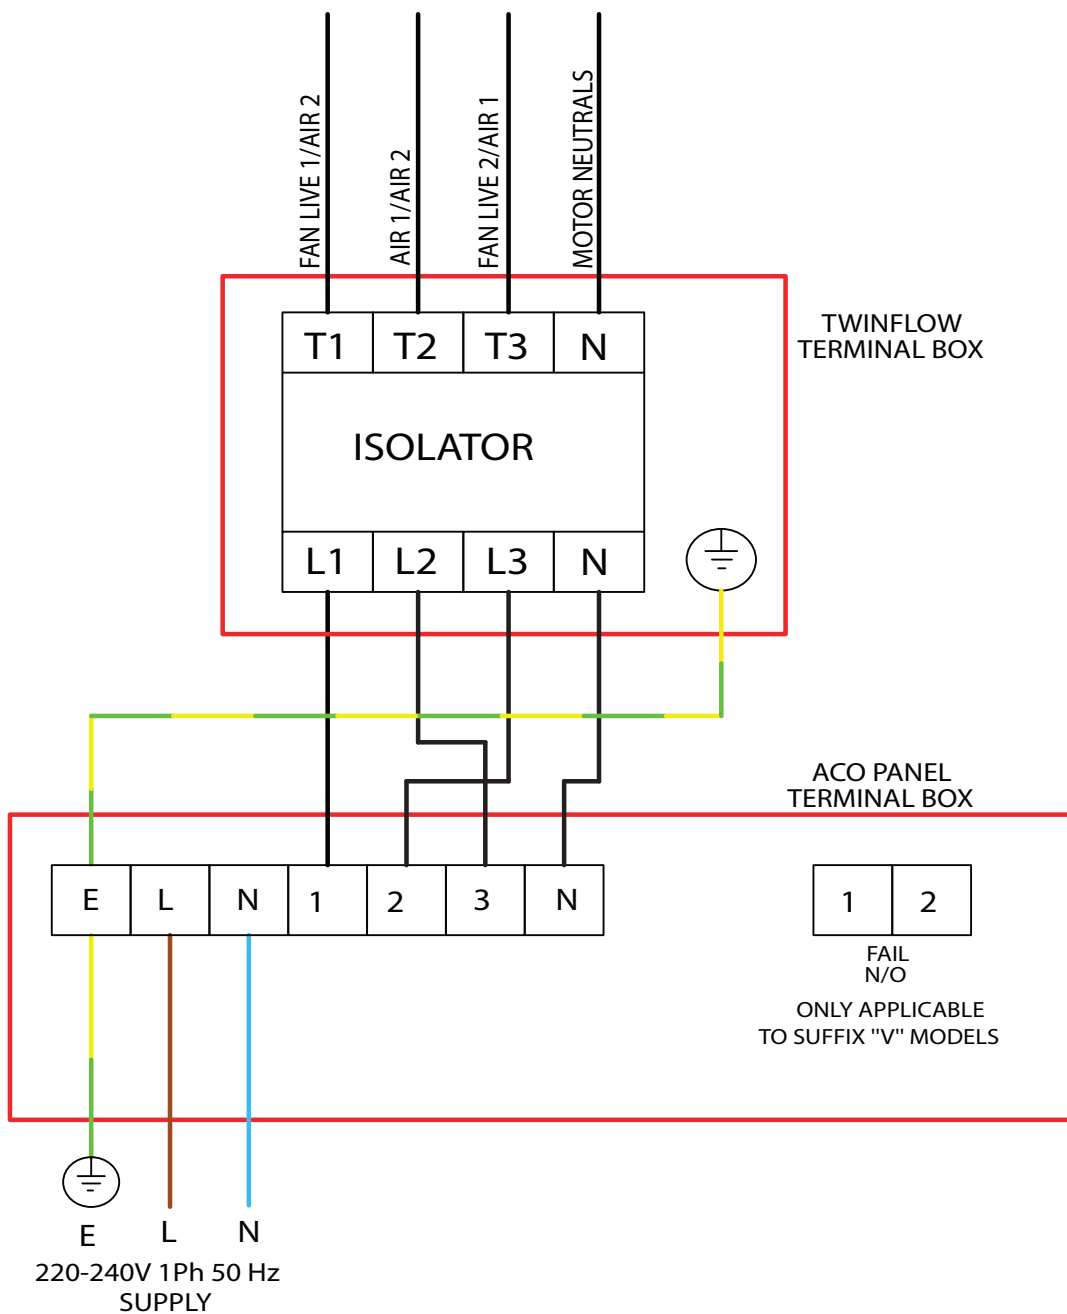 FAN LIVE 1/AIR 2
AIR 1/AIR 2
FAN LIVE 2/AIR 1
MOTOR NEUTRALS
T1 T2 T3 N
TWINFLOW
TERMINAL BOX
ISOLATOR
L1 L2 L3 N
ACO PANEL
TERMINAL BOX
E L N 1 2 3 N
1 2
FAIL
N/O
ONLY APPLICABLE
TO SUFFIX "V" MODELS
E L N
220-240V 1Ph 50 Hz
SUPPLY